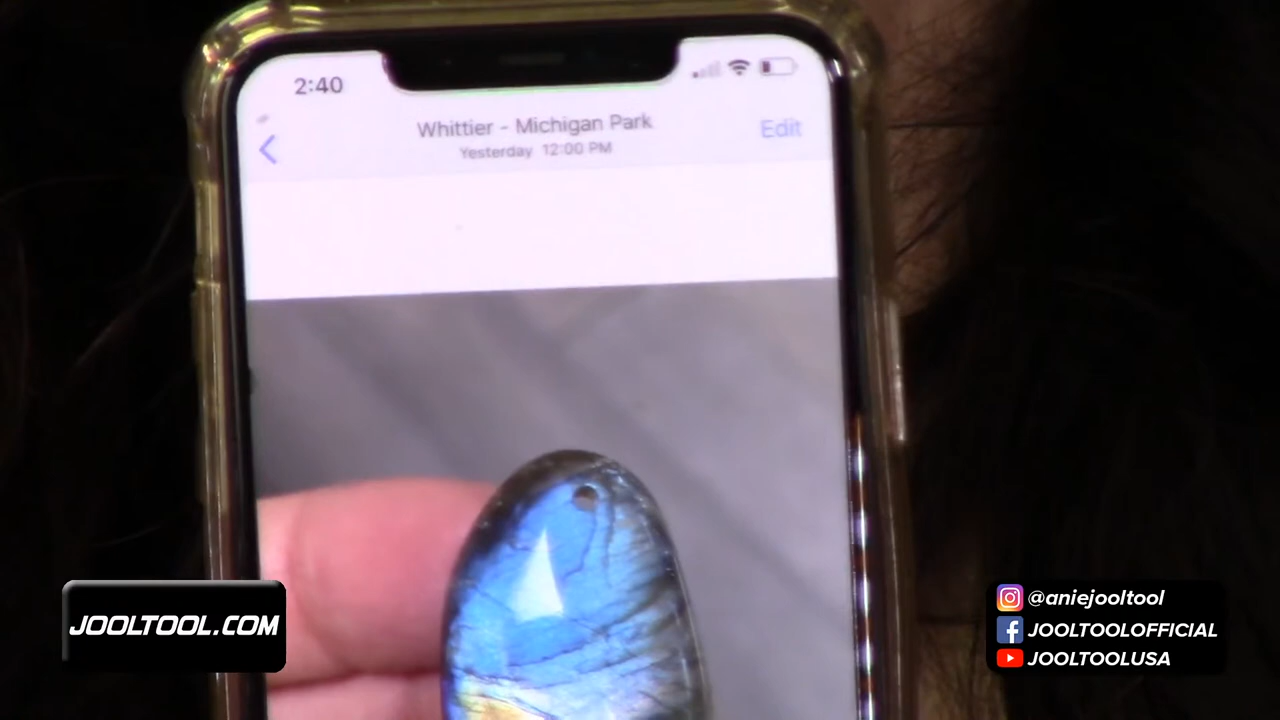 2:40
Whittier - Michigan Park
Edit
Yesterday 12:00 PM
JOOLTOOL.COM
@aniejooltool
JOOLTOOLOFFICIAL
JOOLTOOLUSA